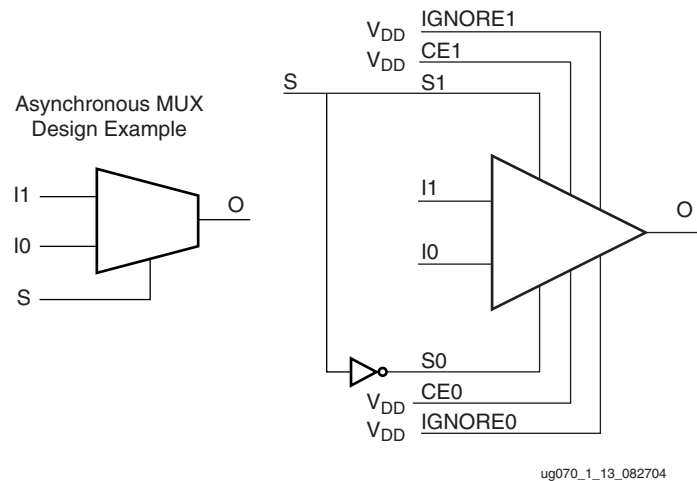 Asynchronous MUX
Design Example
I1
I0
S
O
S
VDD IGNORE1
VDD CE1
S1
I1
I0
O
S0
VDD CE0
VDD IGNORE0
ug070_1_13_082704